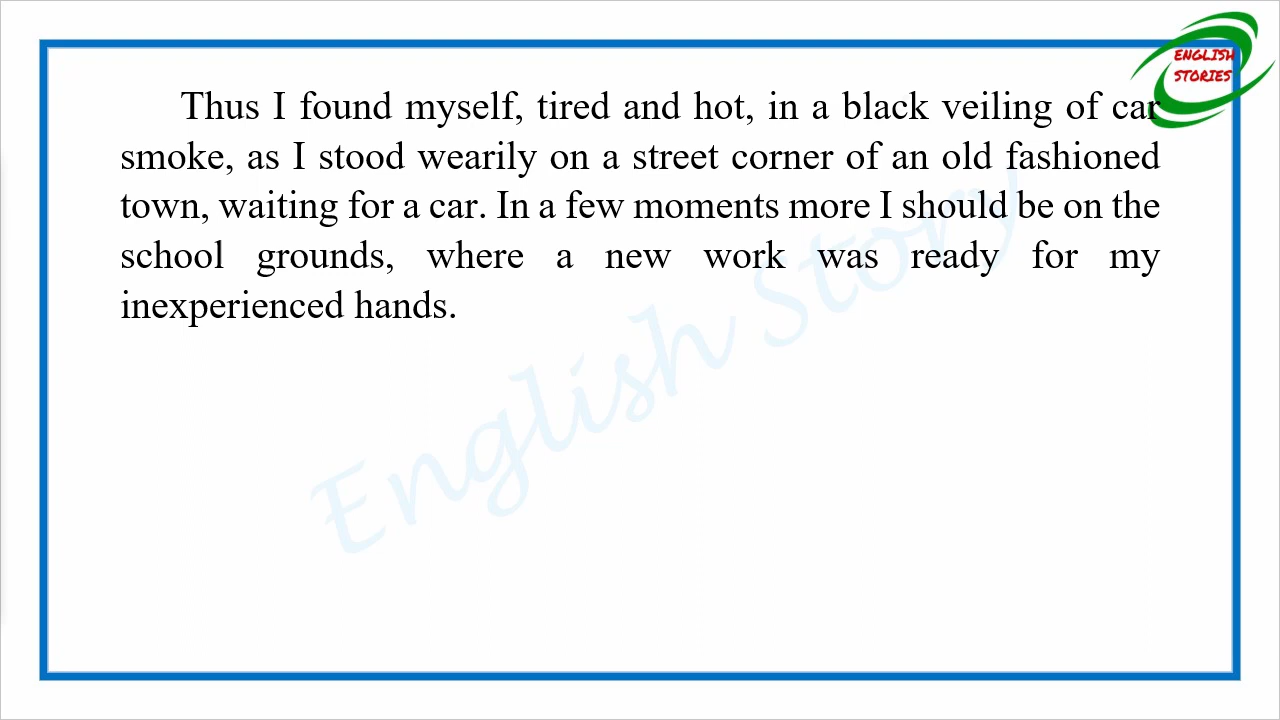 ENGLISH
STORIES
Thus I found myself, tired and hot, in a black veiling of car
smoke, as I stood wearily on a street corner of an old fashioned
town, waiting for a car. In a few moments more I should be on the
school grounds, where a new work was ready for my
inexperienced hands.
English Story